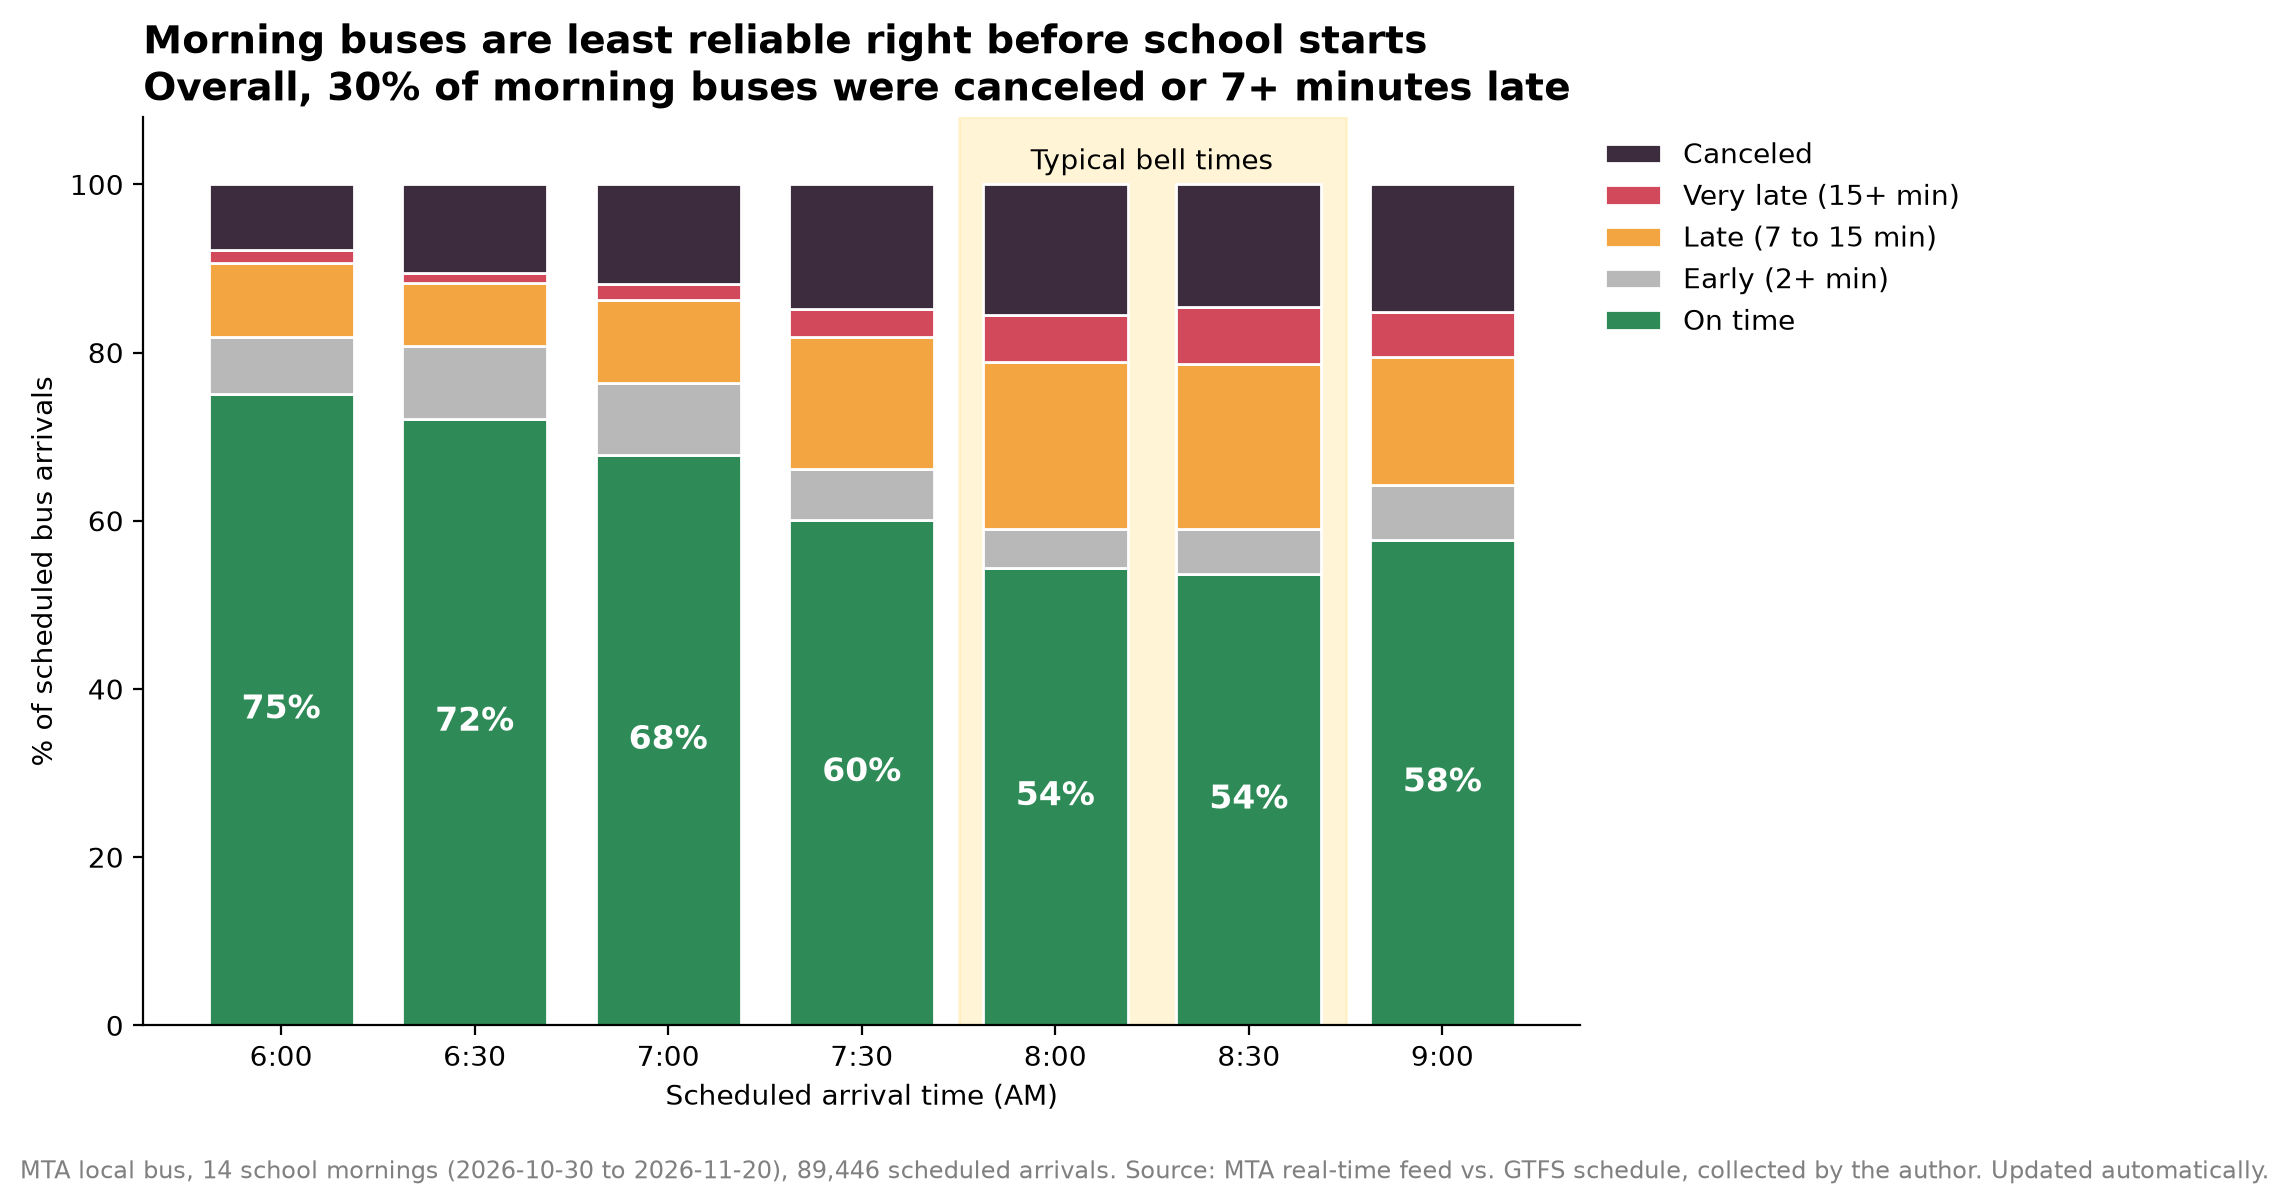 Morning buses are least reliable right before school starts
Overall, 30% of morning buses were canceled or 7+ minutes late
Typical bell times
Canceled
Very late (15+ min)
Late (7 to 15 min)
Early (2+ min)
On time
% of scheduled bus arrivals
100
80
60
40
20
0
75%
72%
68%
60%
54%
54%
58%
6:00
6:30
7:00
7:30
8:00
8:30
9:00
Scheduled arrival time (AM)
MTA local bus, 14 school mornings (2026-10-30 to 2026-11-20), 89,446 scheduled arrivals. Source: MTA real-time feed vs. GTFS schedule, collected by the author. Updated automatically.